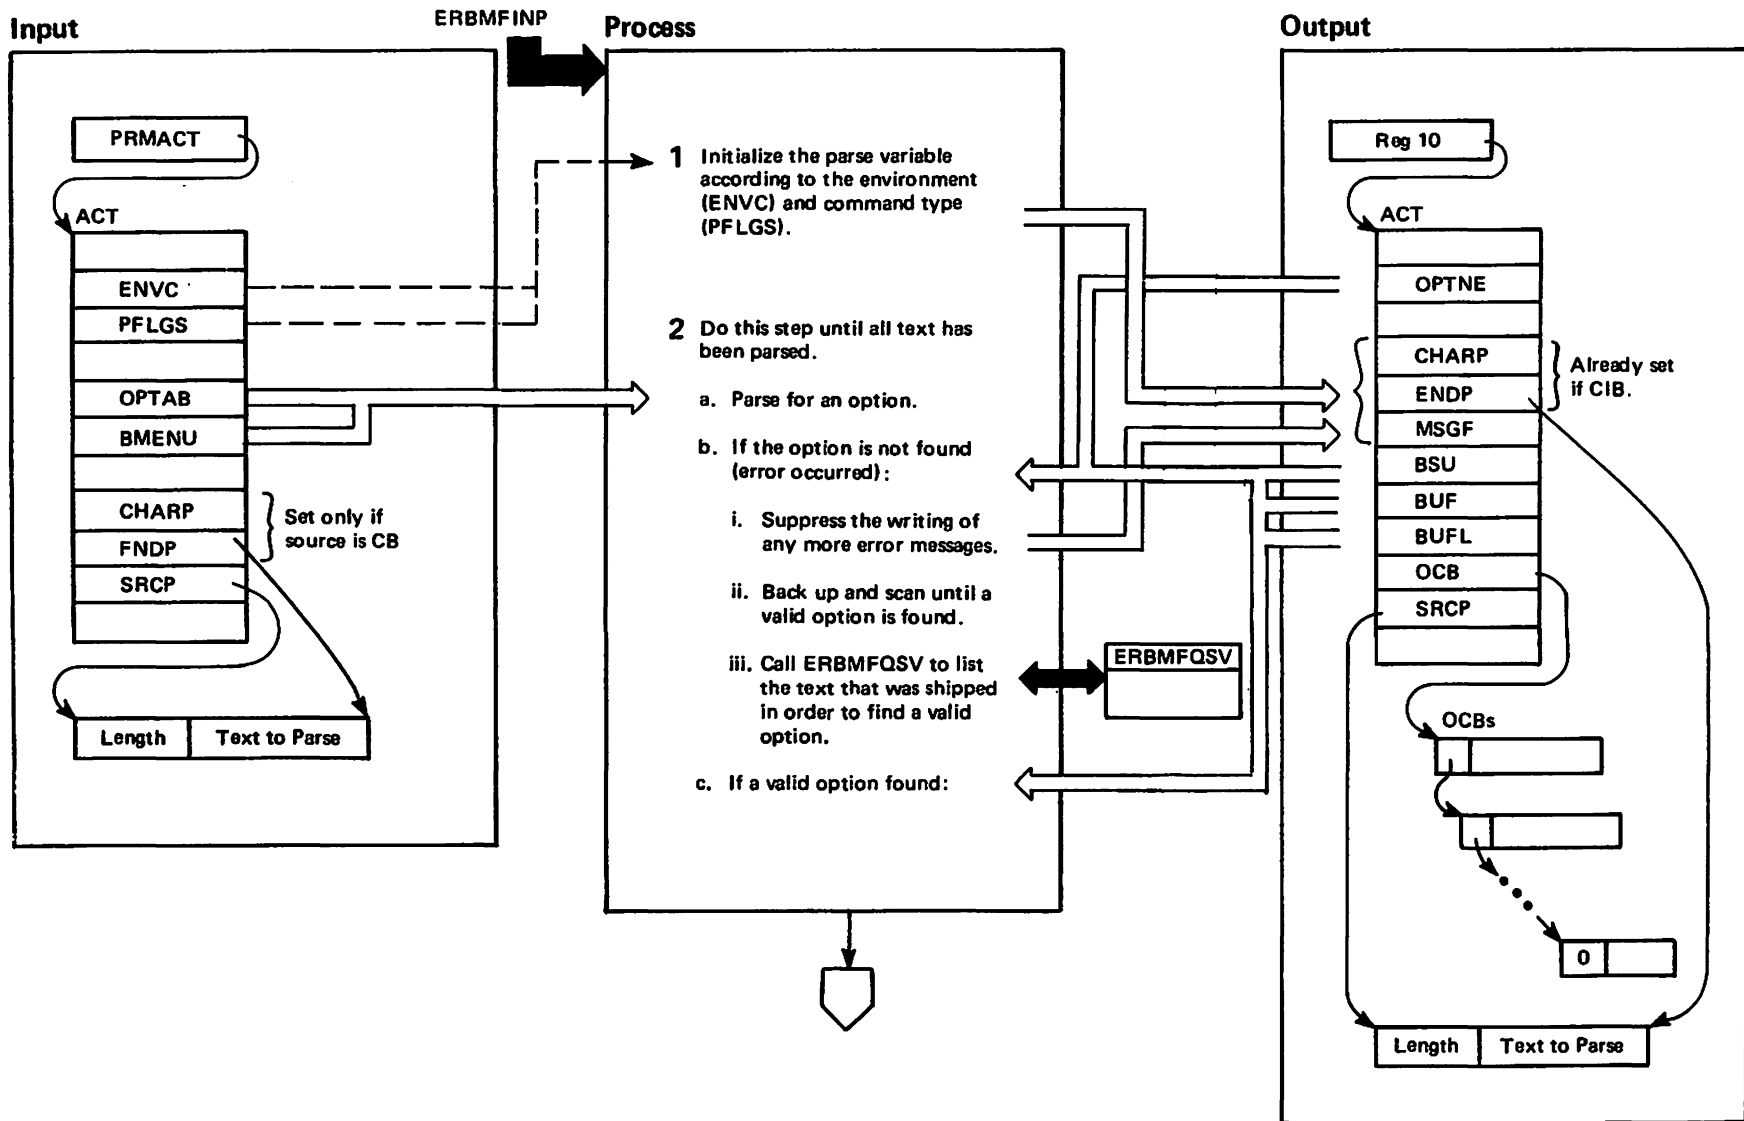 ERBMFINP
Input
PRMACT
ACT
ENVC
PFLGS
OPTAB
BMENU
CHARP
FNDP
SRCP
Set only if
source is CB
Length
Text to Parse
Process
1 Initialize the parse variable
according to the environment
(ENVC) and command type
(PFLGS).
2 Do this step until all text has
been parsed.
a. Parse for an option.
b. If the option is not found
(error occurred):
i. Suppress the writing of
any more error messages.
ii. Back up and scan until a
valid option is found.
iii. Call ERBMFQSV to list
the text that was shipped
in order to find a valid
option.
c. If a valid option found:
ERBMFQSV
Output
Reg 10
ACT
OPTNE
CHARP
ENDP
MSGF
BSU
BUF
BUFL
OCB
SRCP
Already set
if CIB.
OCBs
0
Length
Text to Parse